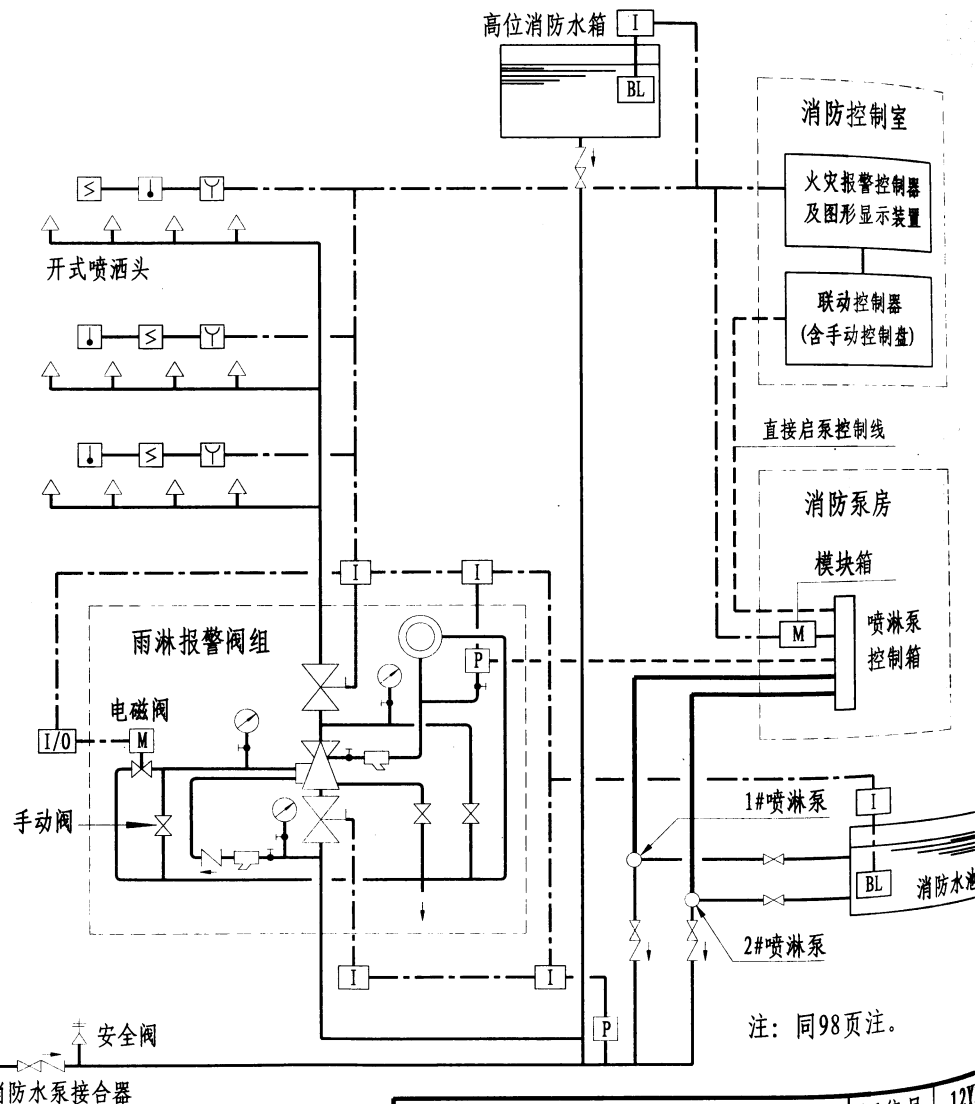 高位消防水箱
I
BL
消防控制室
火灾报警控制器
及图形显示装置
联动控制器
(含手动控制盘)
开式喷洒头
直接启泵控制线
消防泵房
模块箱
M
喷淋泵
控制箱
I
I
雨淋报警阀组
P
电磁阀
I/O
M
手动阀
1#喷淋泵
I
BL
消防水池
2#喷淋泵
I
I
P
安全阀
注：同98页注。
消防水泵接合器
12